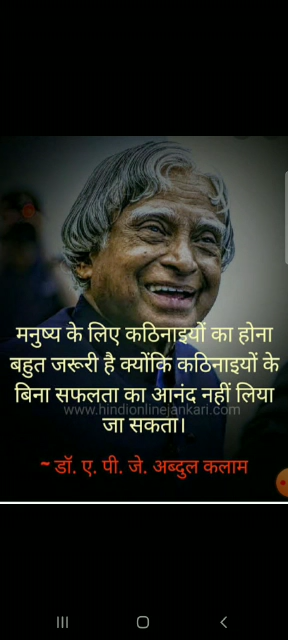 मनुष्य के लिए कठिनाइयों का होना
बहुत जरूरी है क्योंकि कठिनाइयों के
बिना सफलता का आनंद नहीं लिया
www.hindionlinejankari.com
जा सकता।
~ डॉ. ए. पी. जे. अब्दुल कलाम